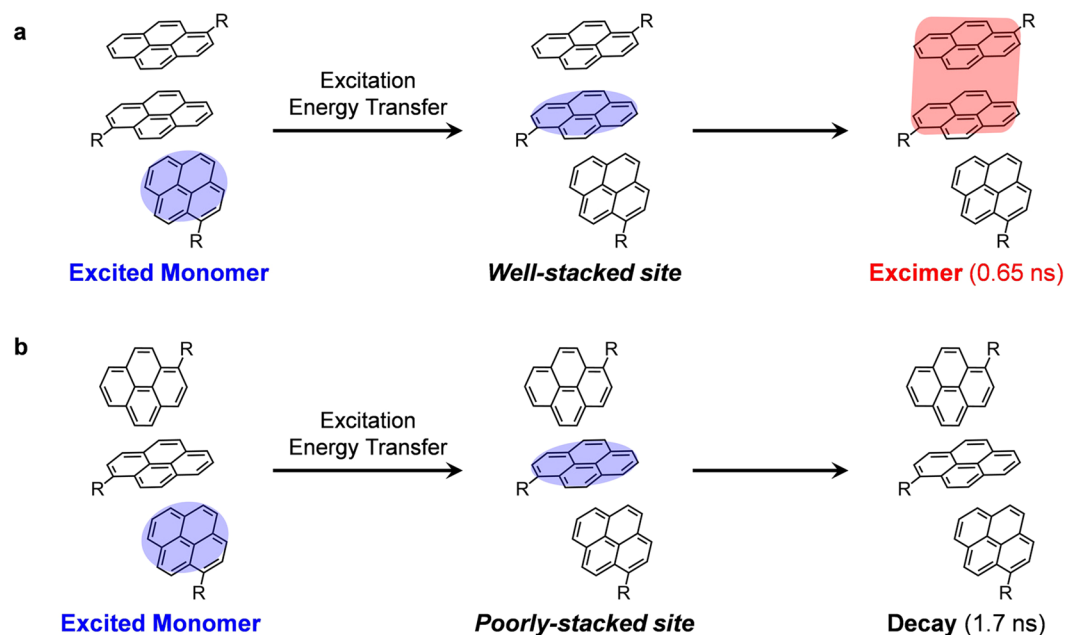 a
R
R
R
Excitation
Energy Transfer
R
R
R
R
R
R
Excited Monomer
Well-stacked site
Excimer (0.65 ns)
b
R
R
R
Excitation
Energy Transfer
R
R
R
R
R
R
Excited Monomer
Poorly-stacked site
Decay (1.7 ns)